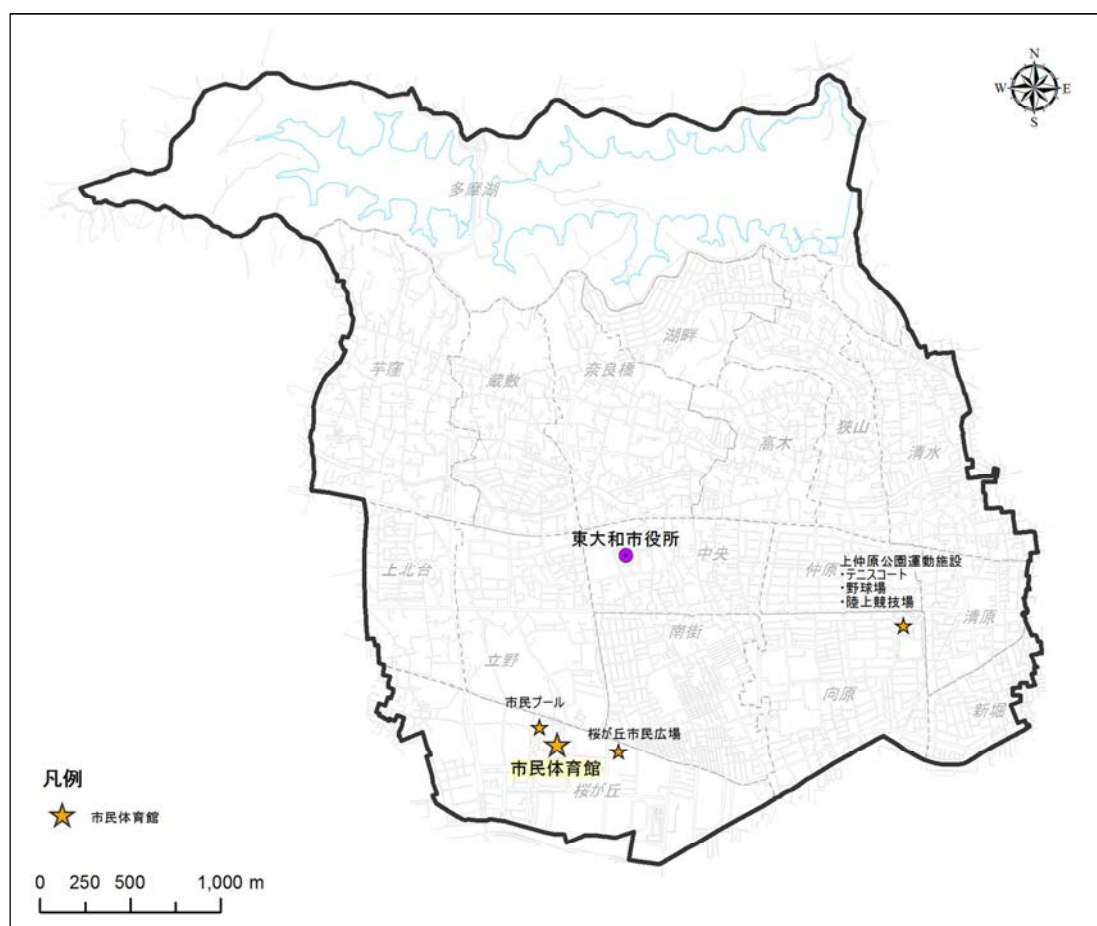 N
W E
S
多摩湖
湖畔
芋窪
蔵敷
奈良橋
狭山
高木
清水
東大和市役所
中央
上北台
仲原
上仲原公園運動施設
・テニスコート
・野球場
・陸上競技場
清原
南街
立野
向原
新堀
市民プール
桜が丘市民広場
市民体育館
桜が丘
凡例
市民体育館
0 250 500 1,000 m